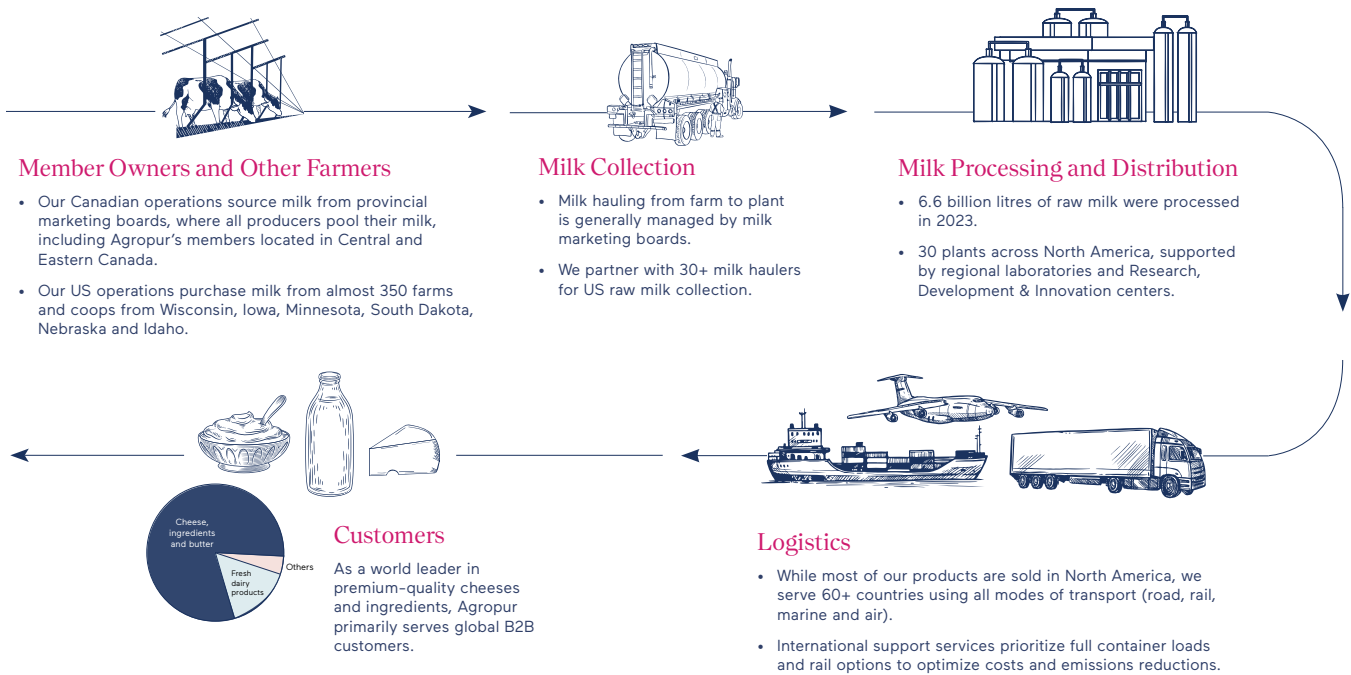 Member Owners and Other Farmers
• Our Canadian operations source milk from provincial
marketing boards, where all producers pool their milk,
including Agropur’s members located in Central and
Eastern Canada.
• Our US operations purchase milk from almost 350 farms
and coops from Wisconsin, Iowa, Minnesota, South Dakota,
Nebraska and Idaho.
Milk Collection
• Milk hauling from farm to plant
is generally managed by milk
marketing boards.
• We partner with 30+ milk haulers
for US raw milk collection.
Milk Processing and Distribution
• 6.6 billion litres of raw milk were processed
in 2023.
• 30 plants across North America, supported
by regional laboratories and Research,
Development & Innovation centers.
Logistics
• While most of our products are sold in North America, we
serve 60+ countries using all modes of transport (road, rail,
marine and air).
• International support services prioritize full container loads
and rail options to optimize costs and emissions reductions.
Customers
As a world leader in
premium-quality cheeses
and ingredients, Agropur
primarily serves global B2B
customers.
Cheese,
ingredients
and butter
Others
Fresh
dairy
products